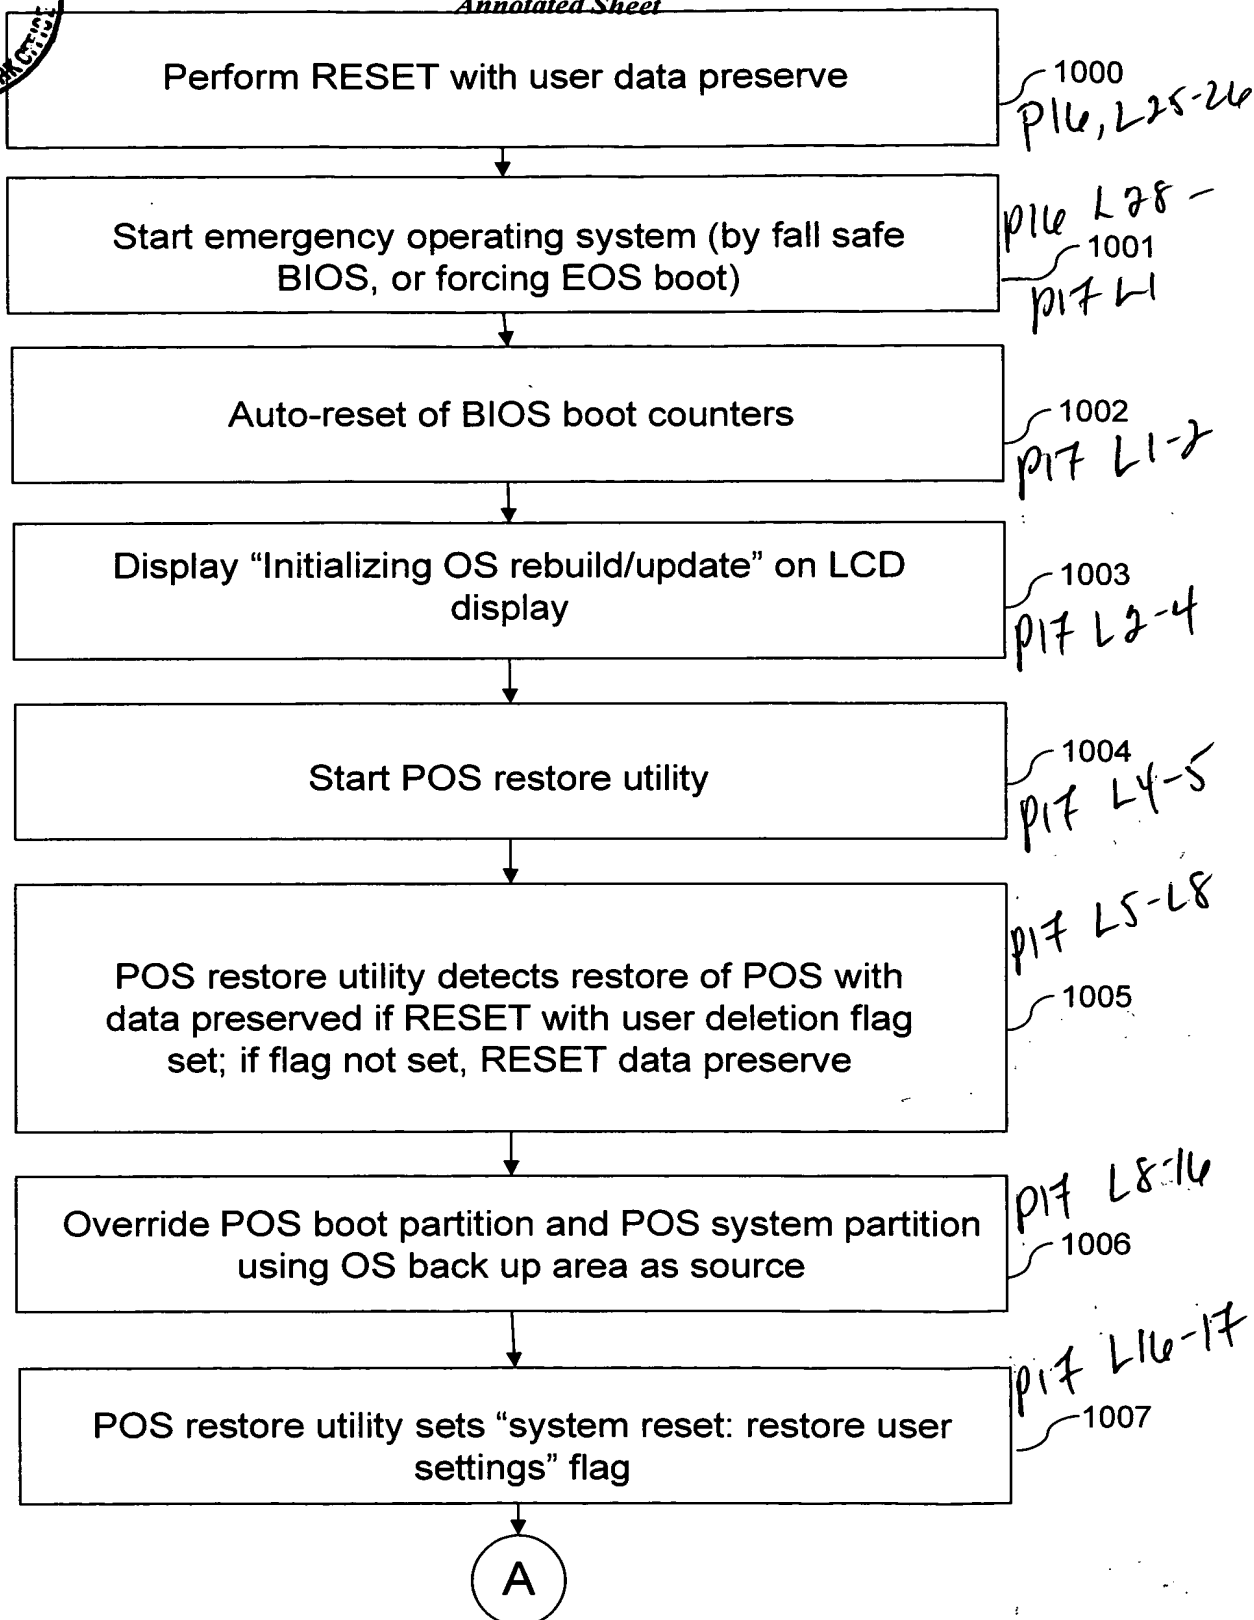 Annotated Sheet
Perform RESET with user data preserve
1000
p16, L25-26
Start emergency operating system (by fall safe
BIOS, or forcing EOS boot)
p16 L28-
1001
p17 L1
Auto-reset of BIOS boot counters
1002
p17 L1-2
Display “Initializing OS rebuild/update” on LCD
display
1003
p17 L2-4
Start POS restore utility
1004
p17 L4-5
POS restore utility detects restore of POS with
data preserved if RESET with user deletion flag
set; if flag not set, RESET data preserve
p17 L5-L8
1005
Override POS boot partition and POS system partition
using OS back up area as source
p17 L8-16
1006
POS restore utility sets “system reset: restore user
settings” flag
p17 L16-17
1007
A